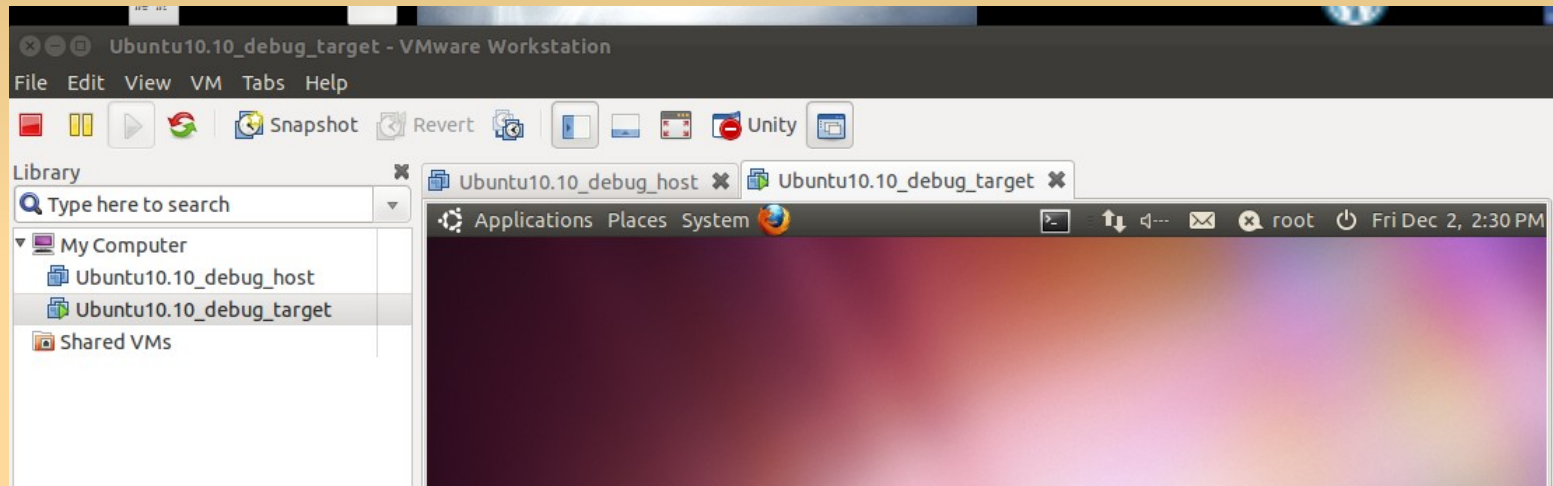 Ubuntu10.10_debug_target - VMware Workstation
File Edit View VM Tabs Help
Snapshot Revert Unity
Library
Type here to search
My Computer
Ubuntu10.10_debug_host
Ubuntu10.10_debug_target
Shared VMs
Ubuntu10.10_debug_host Ubuntu10.10_debug_target
Applications Places System root Fri Dec 2, 2:30 PM